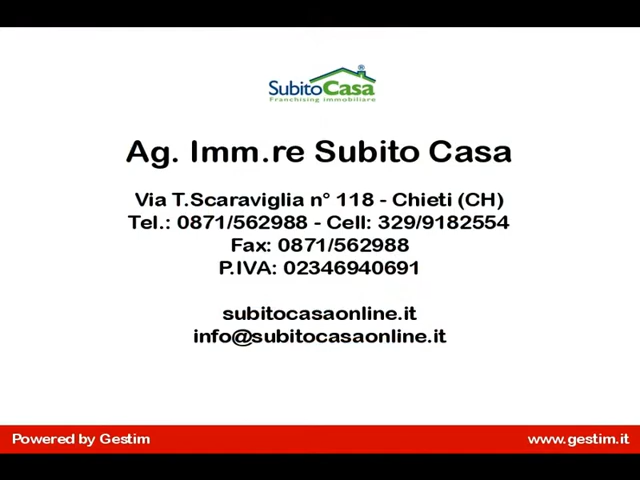 SubitoCasa®
Franchising immobiliare
Ag. Imm.re Subito Casa
Via T.Scaraviglia n° 118 - Chieti (CH)
Tel.: 0871/562988 - Cell: 329/9182554
Fax: 0871/562988
P.IVA: 02346940691
subitocasaonline.it
info@subitocasaonline.it
Powered by Gestim
www.gestim.it